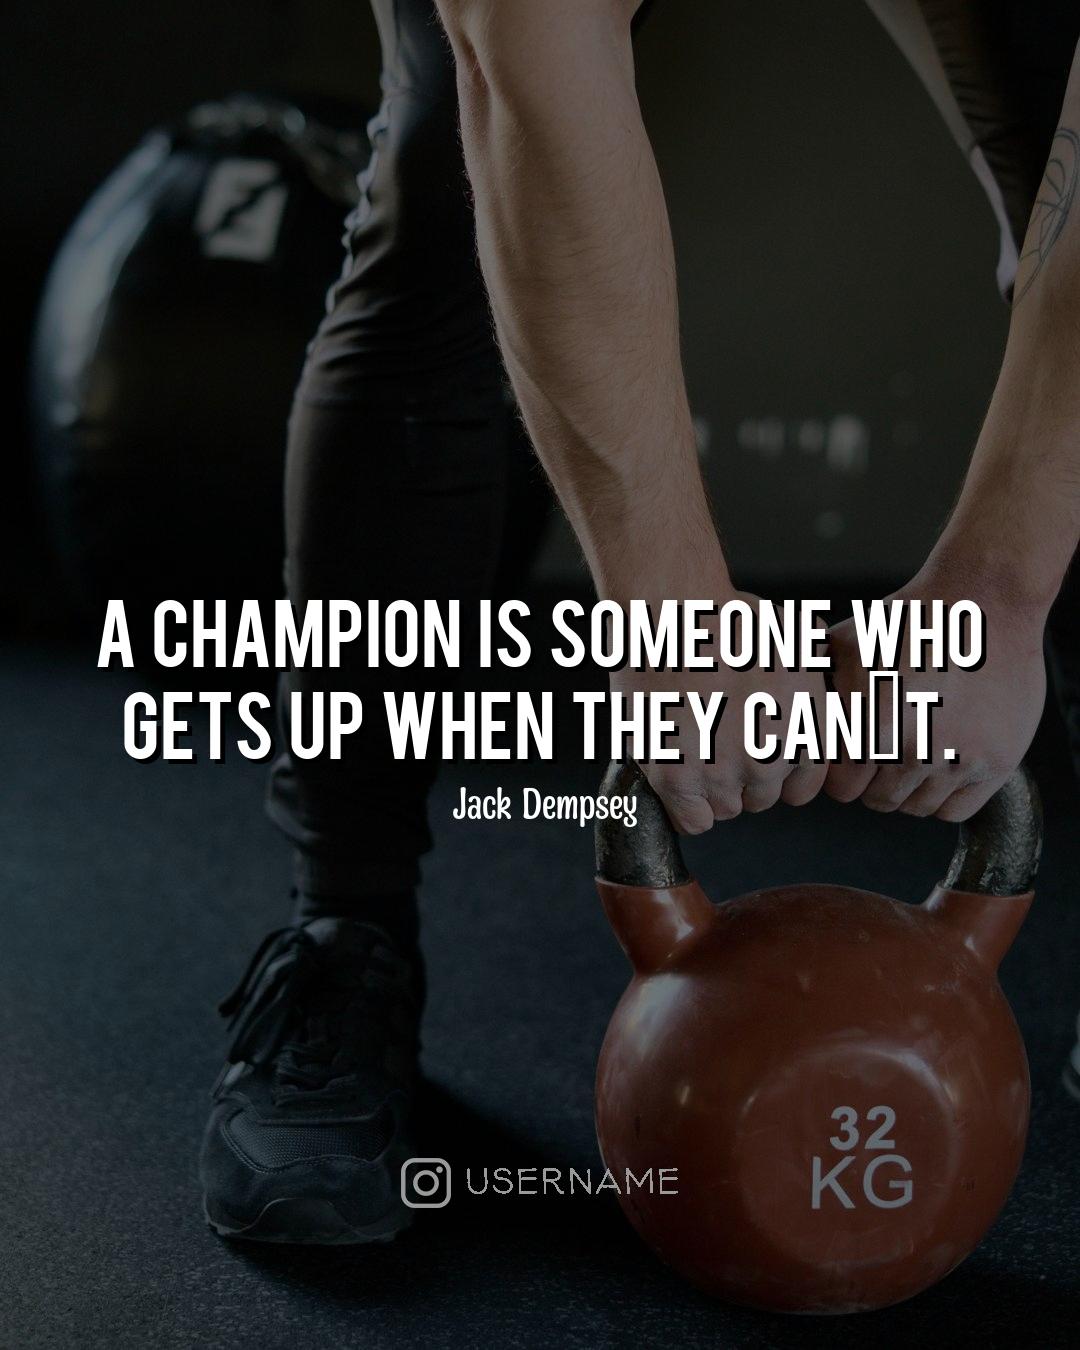 A CHAMPION IS SOMEONE WHO
GETS UP WHEN THEY CAN▯T.
Jack Dempsey
32
KG
USERNAME